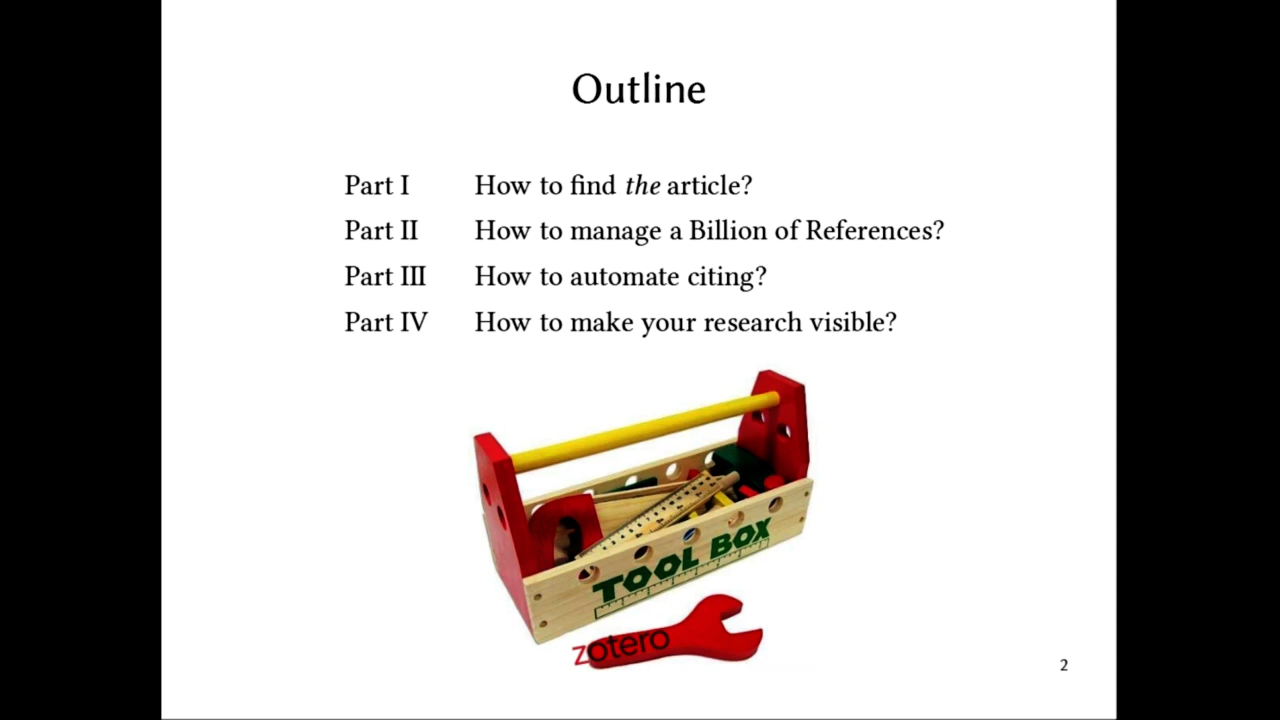 Outline
Part I How to find the article?
Part II How to manage a Billion of References?
Part III How to automate citing?
Part IV How to make your research visible?
TOOL BOX
zotero
2